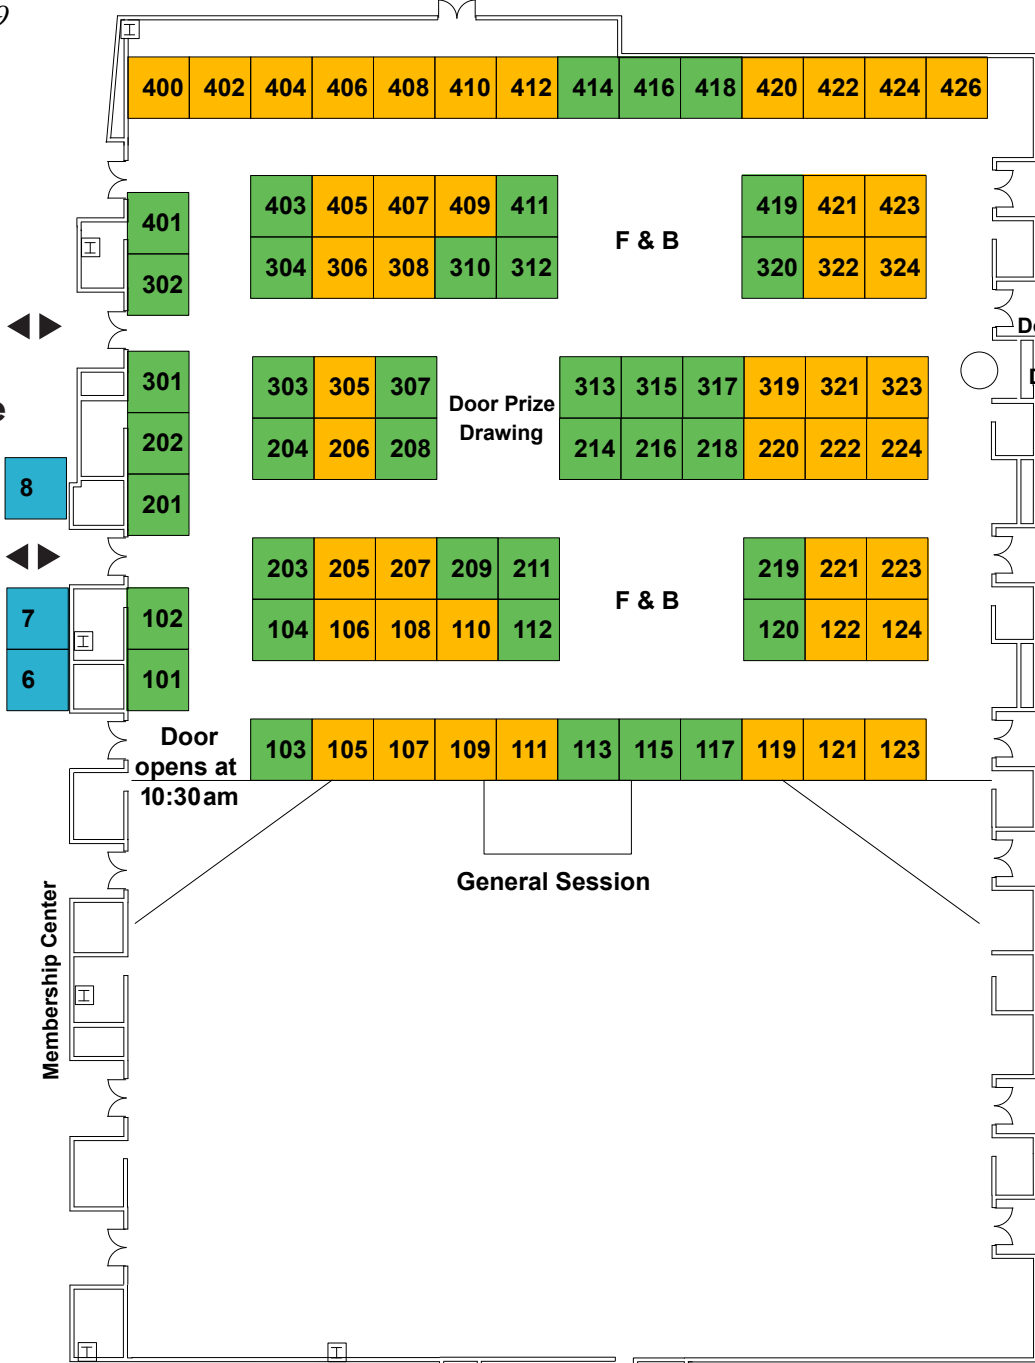 9
400 402 404 406 408 410 412 414 416 418 420 422 424 426
403 405 407 409 411 419 421 423
401
F & B
304 306 308 310 312 320 322 324
302
301
303 305 307 313 315 317 319 321 323
Door Prize
Drawing
202
204 206 208 214 216 218 220 222 224
8
201
203 205 207 209 211 219 221 223
F & B
7
102
104 106 108 110 112 120 122 124
6
101
103 105 107 109 111 113 115 117 119 121 123
Door
opens at
10:30am
General Session
Membership Center